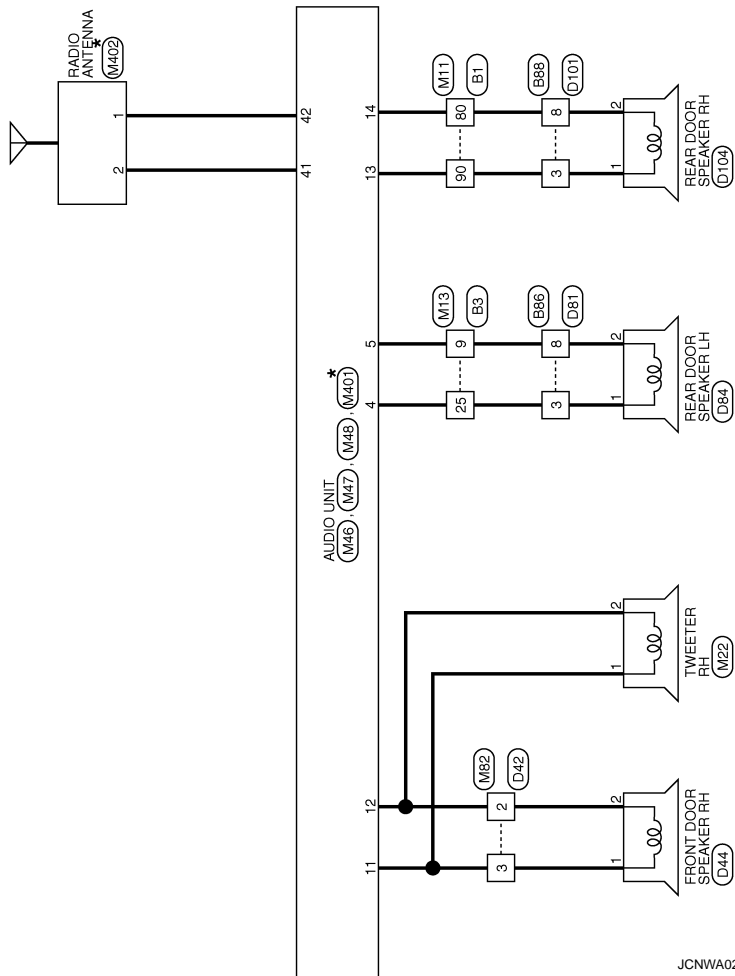 RADIO
ANTENNA
*
M402
1
2
42
41
AUDIO UNIT
*
M46 , M47 , M48 , M401
14
13
5
4
12
11
M11
B1
80
90
B88
D101
8
3
2
1
REAR DOOR
SPEAKER RH
D104
M13
B3
9
25
B86
D81
8
3
2
1
REAR DOOR
SPEAKER LH
D84
2
1
TWEETER
RH
M22
M82
D42
2
3
2
1
FRONT DOOR
SPEAKER RH
D44
JCNWA02